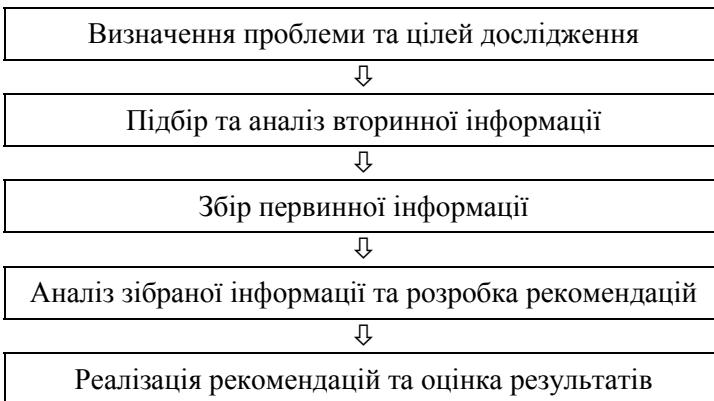 Визначення проблеми та цілей дослідження
⇩
Підбір та аналіз вторинної інформації
⇩
Збір первинної інформації
⇩
Аналіз зібраної інформації та розробка рекомендацій
⇩
Реалізація рекомендацій та оцінка результатів